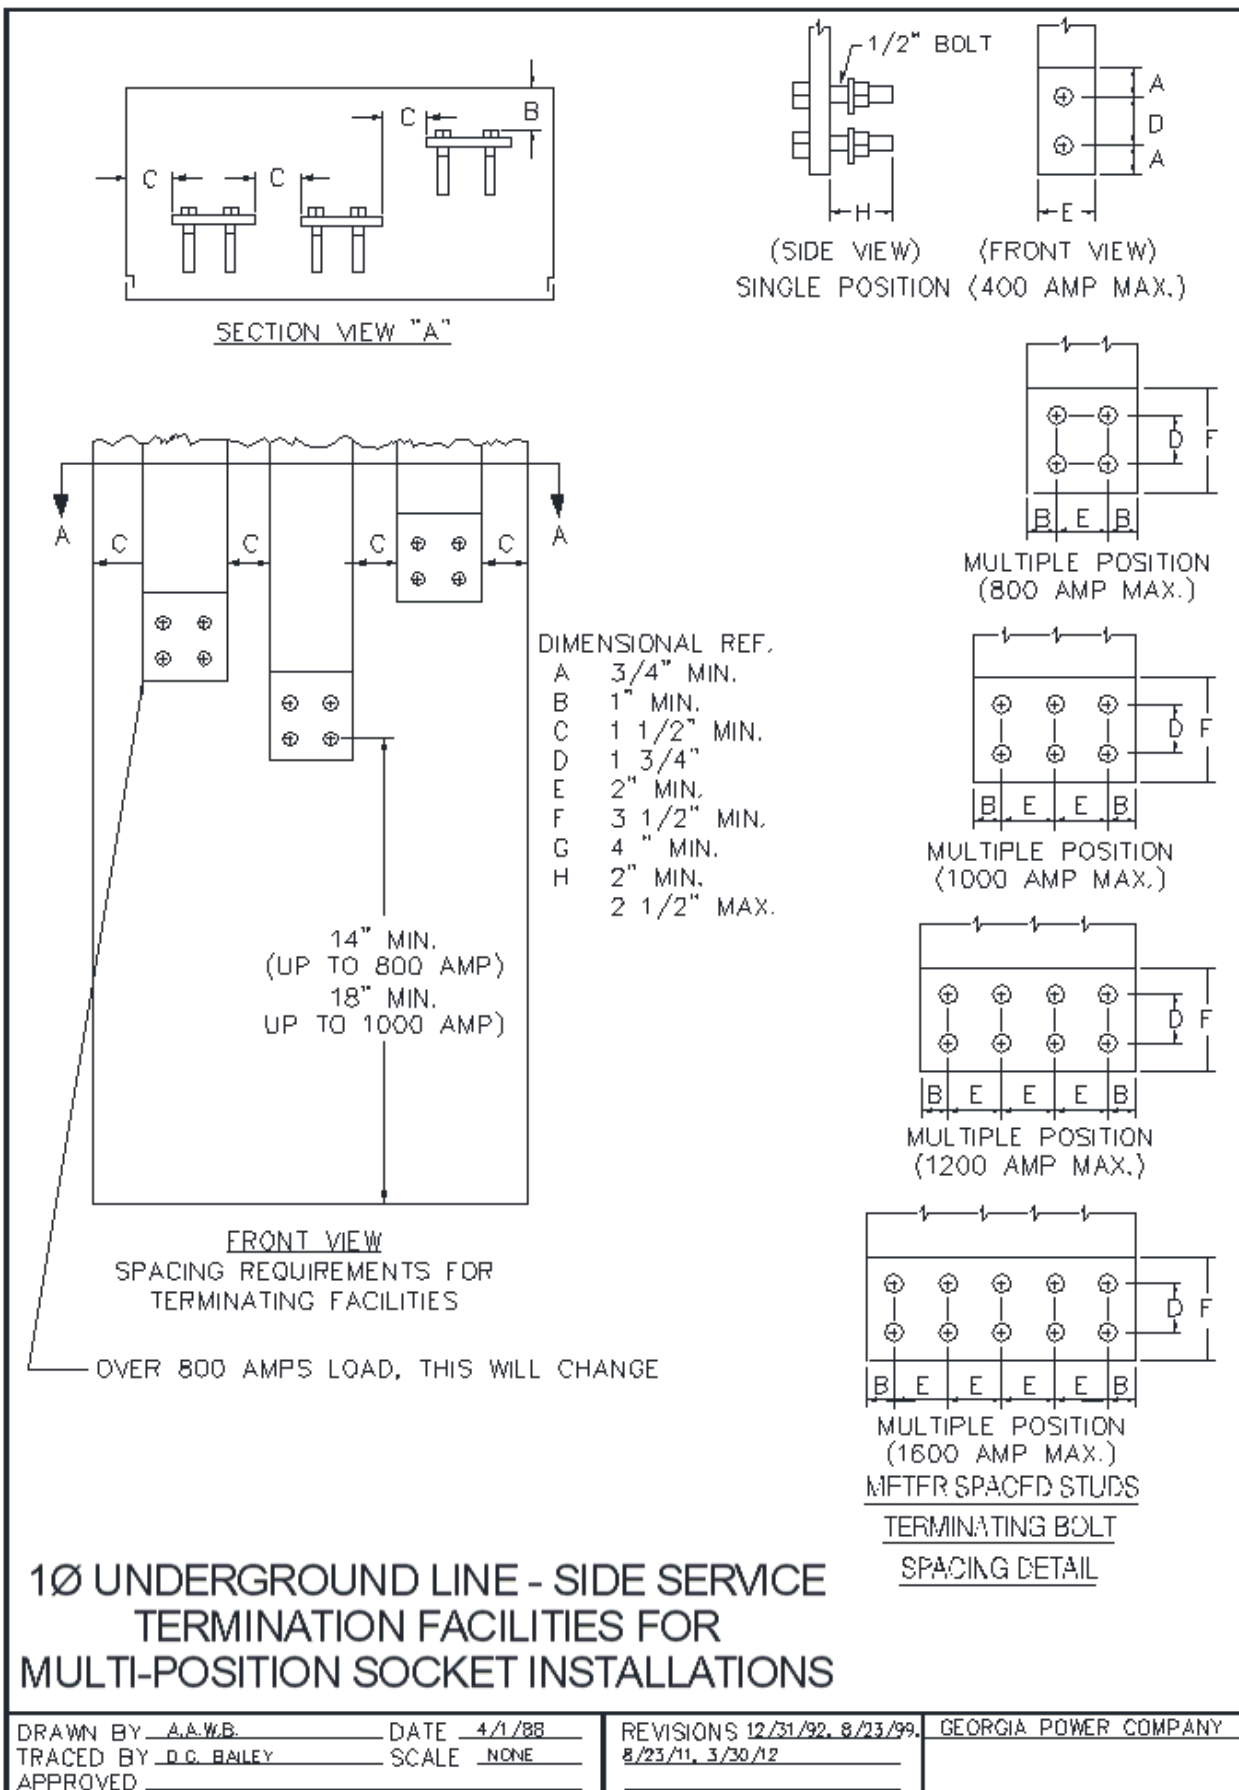 1/2" BOLT
A
D
A
H
E
(SIDE VIEW)
(FRONT VIEW)
SINGLE POSITION (400 AMP MAX.)
B
C
C
C
SECTION VIEW "A"
A
C
C
C
C
A
D F
B E B
MULTIPLE POSITION
(800 AMP MAX.)
DIMENSIONAL REF.
A 3/4" MIN.
B 1" MIN.
C 1 1/2" MIN.
D 1 3/4"
E 2" MIN.
F 3 1/2" MIN.
G 4 " MIN.
H 2" MIN.
2 1/2" MAX.
D F
B E E B
MULTIPLE POSITION
(1000 AMP MAX.)
14" MIN.
(UP TO 800 AMP)
18" MIN.
UP TO 1000 AMP)
D F
B E E E B
MULTIPLE POSITION
(1200 AMP MAX.)
FRONT VIEW
SPACING REQUIREMENTS FOR
TERMINATING FACILITIES
OVER 800 AMPS LOAD, THIS WILL CHANGE
D F
B E E E E B
MULTIPLE POSITION
(1600 AMP MAX.)
METER SPACED STUDS
TERMINATING BOLT
SPACING DETAIL
1Ø UNDERGROUND LINE - SIDE SERVICE
TERMINATION FACILITIES FOR
MULTI-POSITION SOCKET INSTALLATIONS
DRAWN BY A.A.W.B. DATE 4/1/88
TRACED BY D.C. BAILEY SCALE NONE
APPROVED
REVISIONS 12/31/92, 8/23/99,
8/23/11, 3/30/12
GEORGIA POWER COMPANY